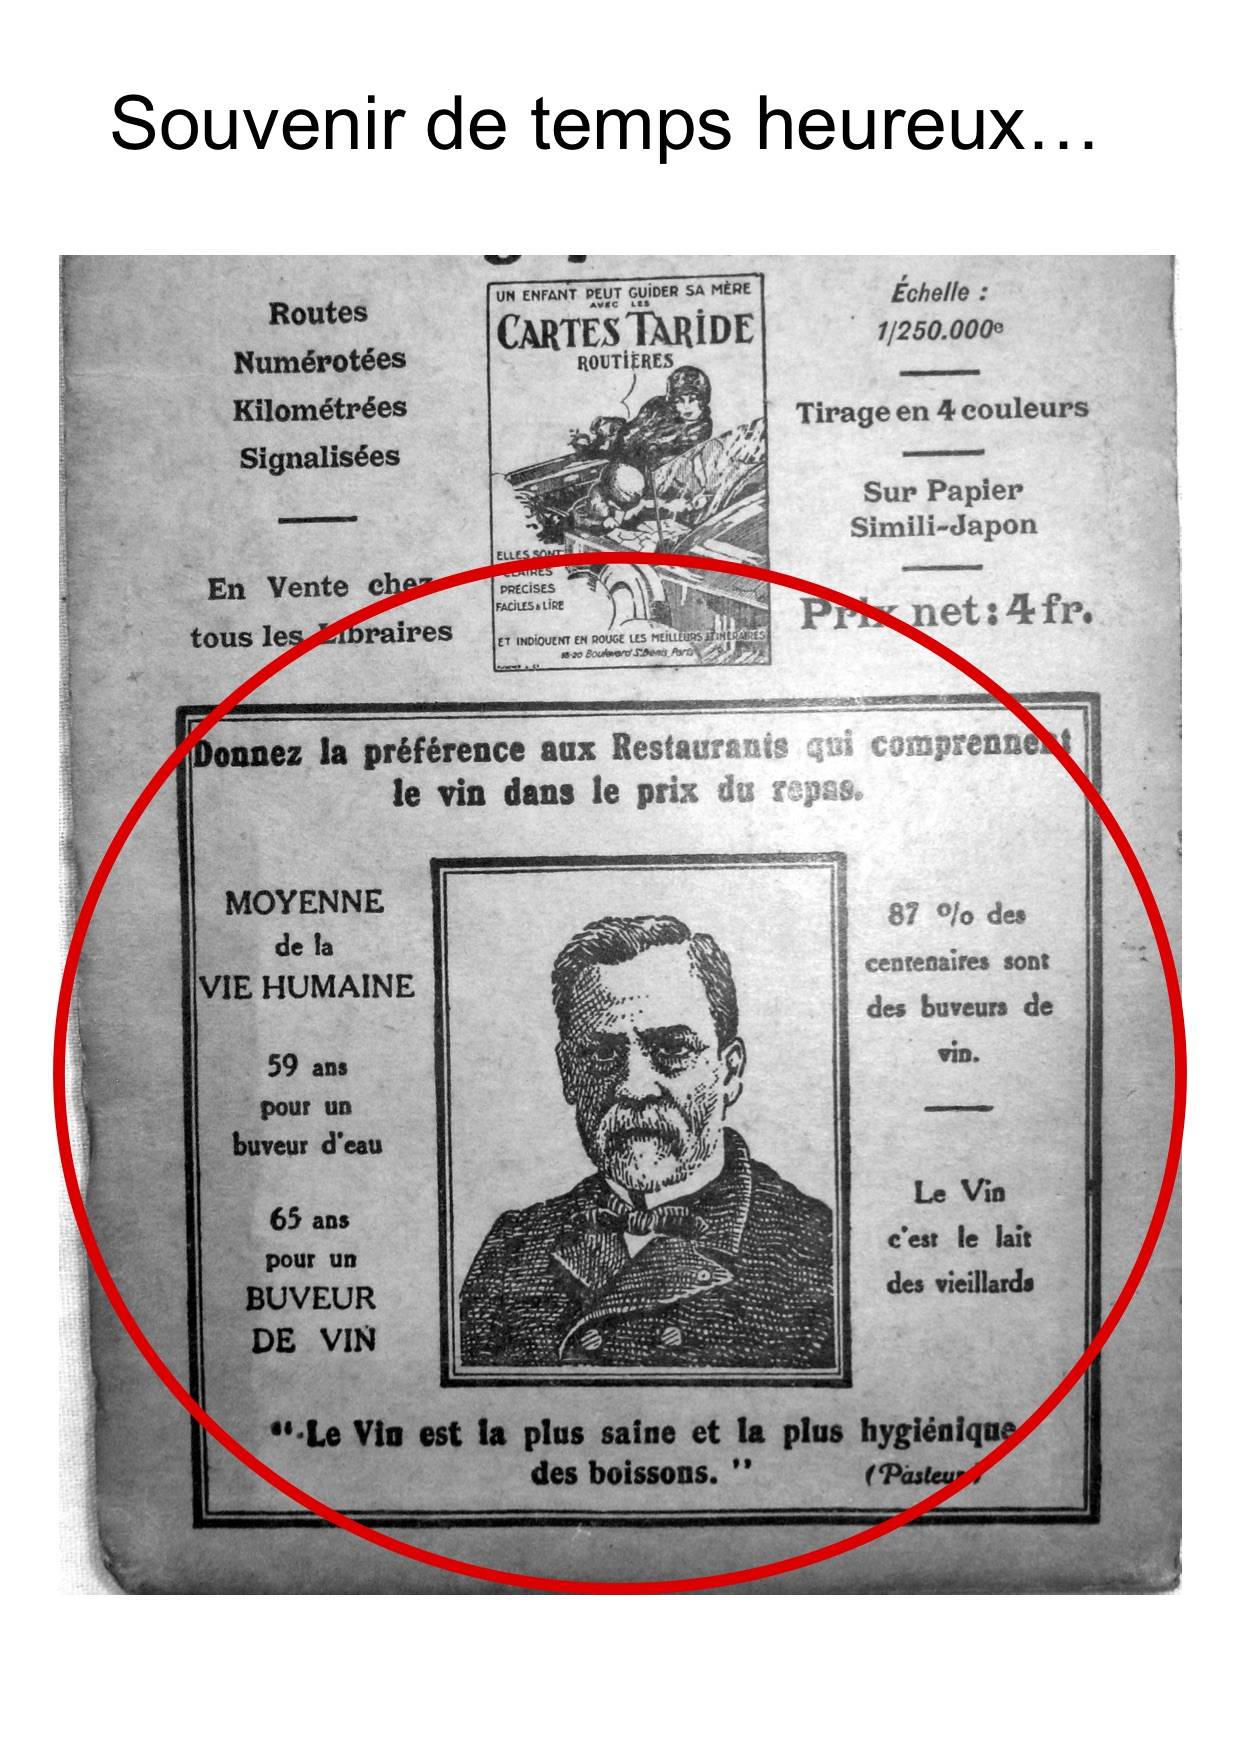 Souvenir de temps heureux…
Routes
Numérotées
Kilométrées
Signalisées
En Vente chez
tous les Libraires
UN ENFANT PEUT GUIDER SA MÈRE
AVEC LES
CARTES TARIDE
ROUTIÈRES
ELLES SONT
CLAIRES
PRÉCISES
FACILES à LIRE
ET INDIQUENT EN ROUGE LES MEILLEURS ITINÉRAIRES
18-20 Boulevard St Denis, Paris
Échelle :
1/250.000e
Tirage en 4 couleurs
Sur Papier
Simili-Japon
Prix net : 4 fr.
Donnez la préférence aux Restaurants qui comprennent
le vin dans le prix du repas.
MOYENNE
de la
VIE HUMAINE
59 ans
pour un
buveur d'eau
65 ans
pour un
BUVEUR
DE VIN
87 % des
centenaires sont
des buveurs de
vin.
Le Vin
c'est le lait
des vieillards
“ Le Vin est la plus saine et la plus hygiénique
des boissons. ” (Pasteur)